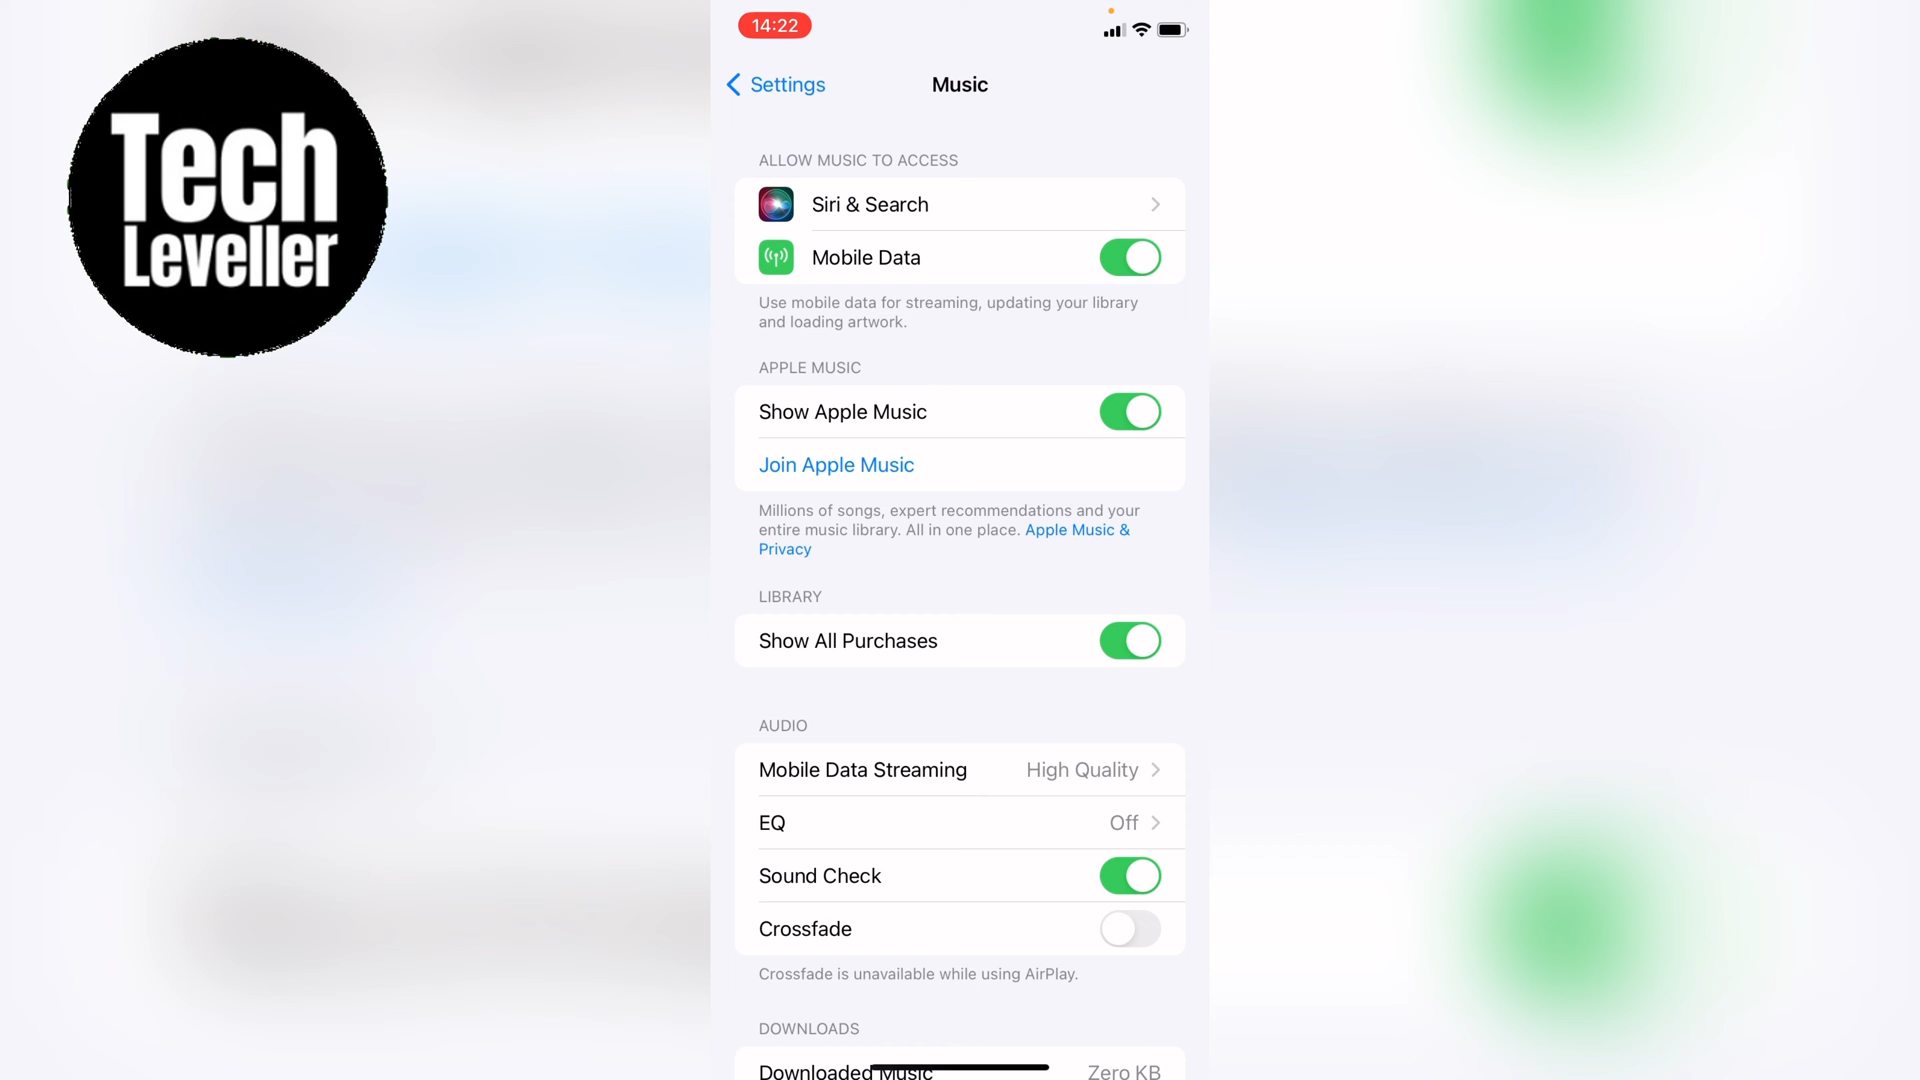 Tech
Leveller
14:22
Settings
Music
ALLOW MUSIC TO ACCESS
Siri & Search
Mobile Data
Use mobile data for streaming, updating your library
and loading artwork.
APPLE MUSIC
Show Apple Music
Join Apple Music
Millions of songs, expert recommendations and your
entire music library. All in one place. Apple Music &
Privacy
LIBRARY
Show All Purchases
AUDIO
Mobile Data Streaming High Quality
EQ Off
Sound Check
Crossfade
Crossfade is unavailable while using AirPlay.
DOWNLOADS
Downloaded Music Zero KB